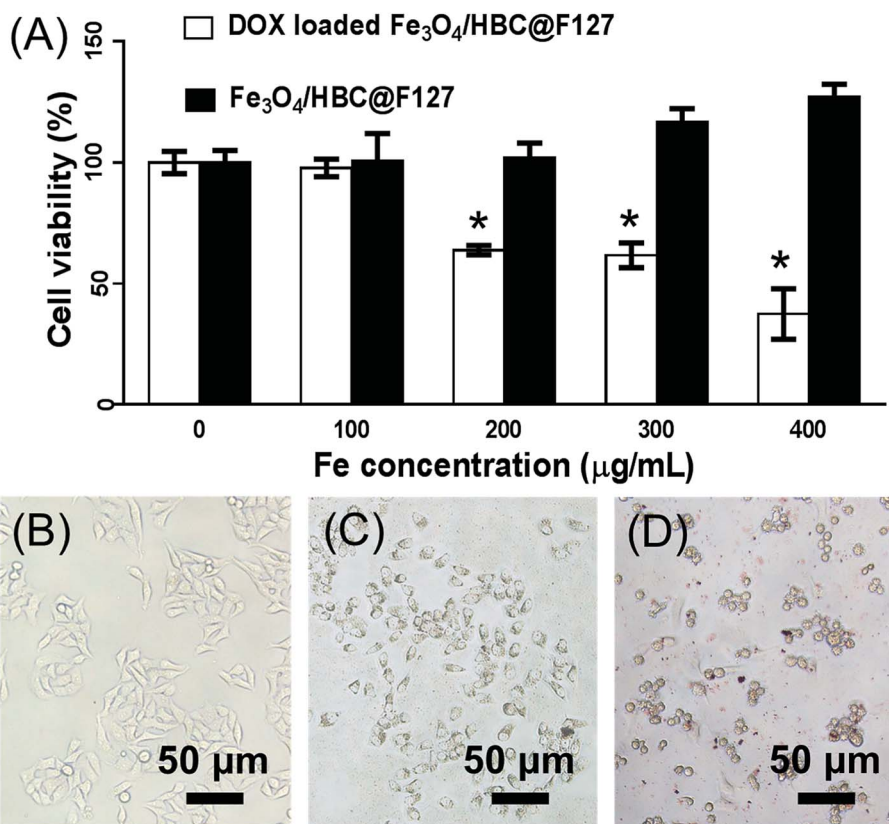 (A)
150
DOX loaded Fe₃O₄/HBC@F127
Fe₃O₄/HBC@F127
Cell viability (%)
100
50
0
*
*
*
0 100 200 300 400
Fe concentration (μg/mL)
(B) (C) (D)
50 μm 50 μm 50 μm